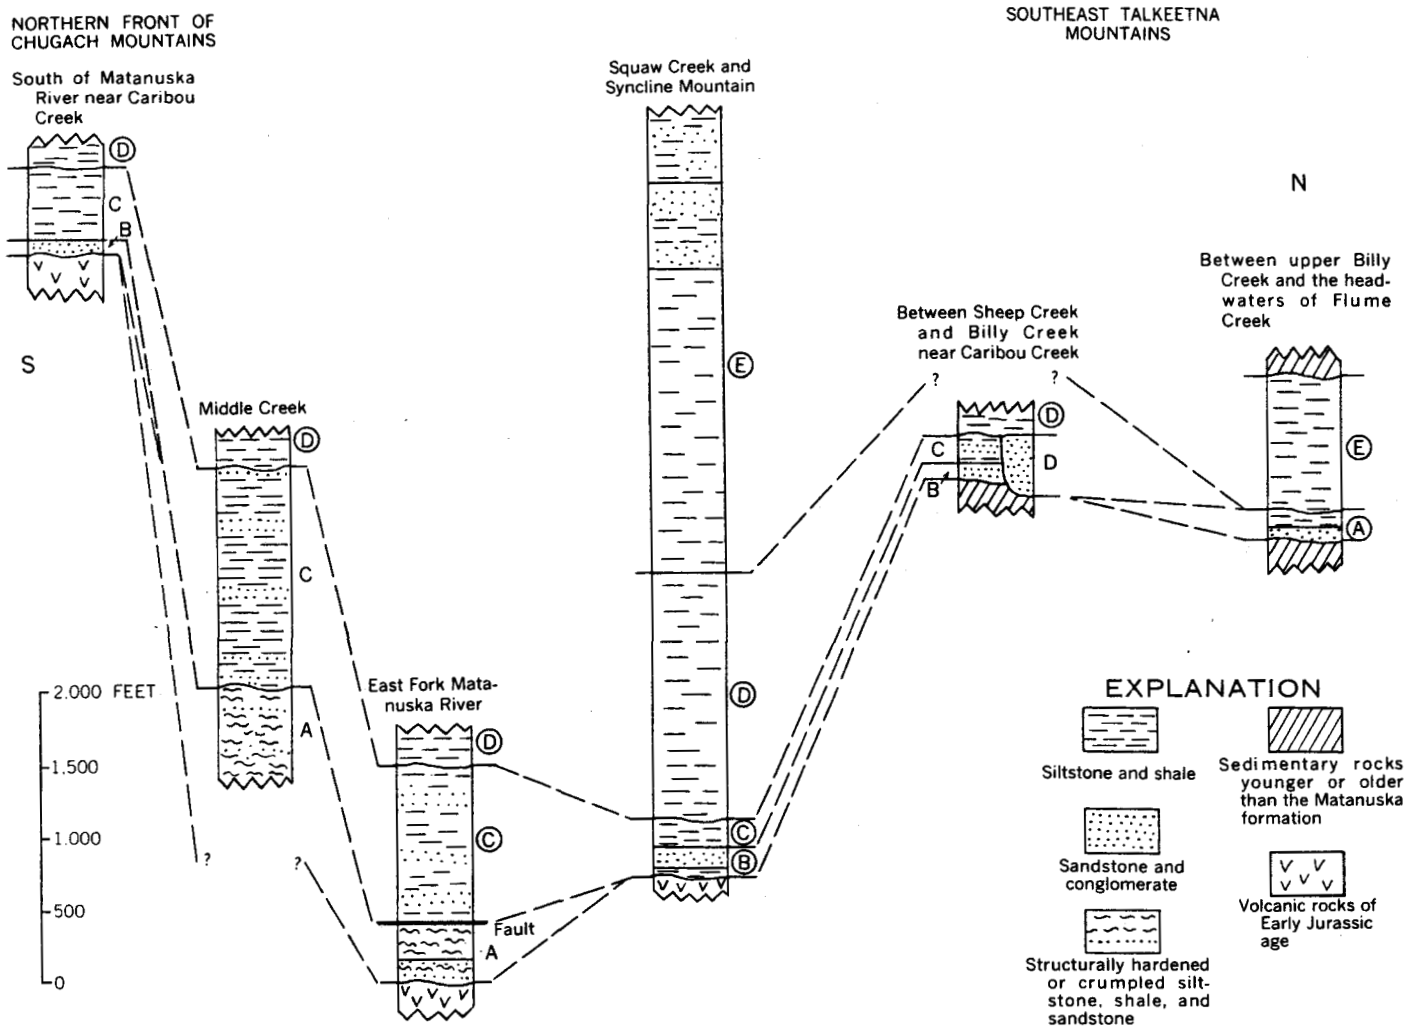 NORTHERN FRONT OF
CHUGACH MOUNTAINS
South of Matanuska
River near Caribou
Creek
D
C
B
S
Middle Creek
D
C
A
2.000 FEET
1.500
1.000
500
0
?
?
East Fork Mata-
nuska River
D
C
Fault
A
Squaw Creek and
Syncline Mountain
E
D
C
B
SOUTHEAST TALKEETNA
MOUNTAINS
N
Between Sheep Creek
and Billy Creek
near Caribou Creek
?
?
D
C
D
B
Between upper Billy
Creek and the head-
waters of Flume
Creek
E
A
EXPLANATION
Siltstone and shale
Sandstone and
conglomerate
Structurally hardened
or crumpled silt-
stone, shale, and
sandstone
Sedimentary rocks
younger or older
than the Matanuska
formation
Volcanic rocks of
Early Jurassic
age